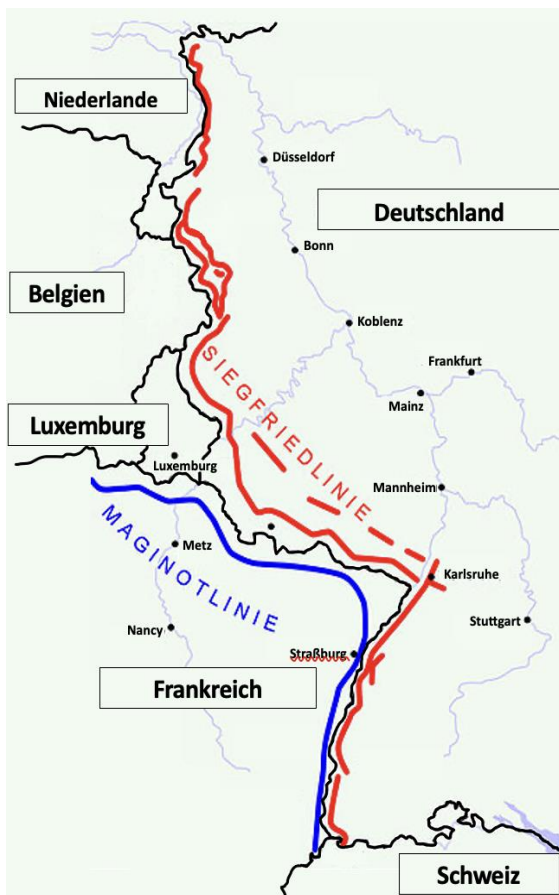 Niederlande
Düsseldorf
Deutschland
Bonn
Belgien
Koblenz
SIEGFRIEDLINIE
Frankfurt
Mainz
Luxemburg
Luxemburg
Mannheim
MAGINOTLINIE
Metz
Karlsruhe
Nancy
Stuttgart
Straßburg
Frankreich
Schweiz